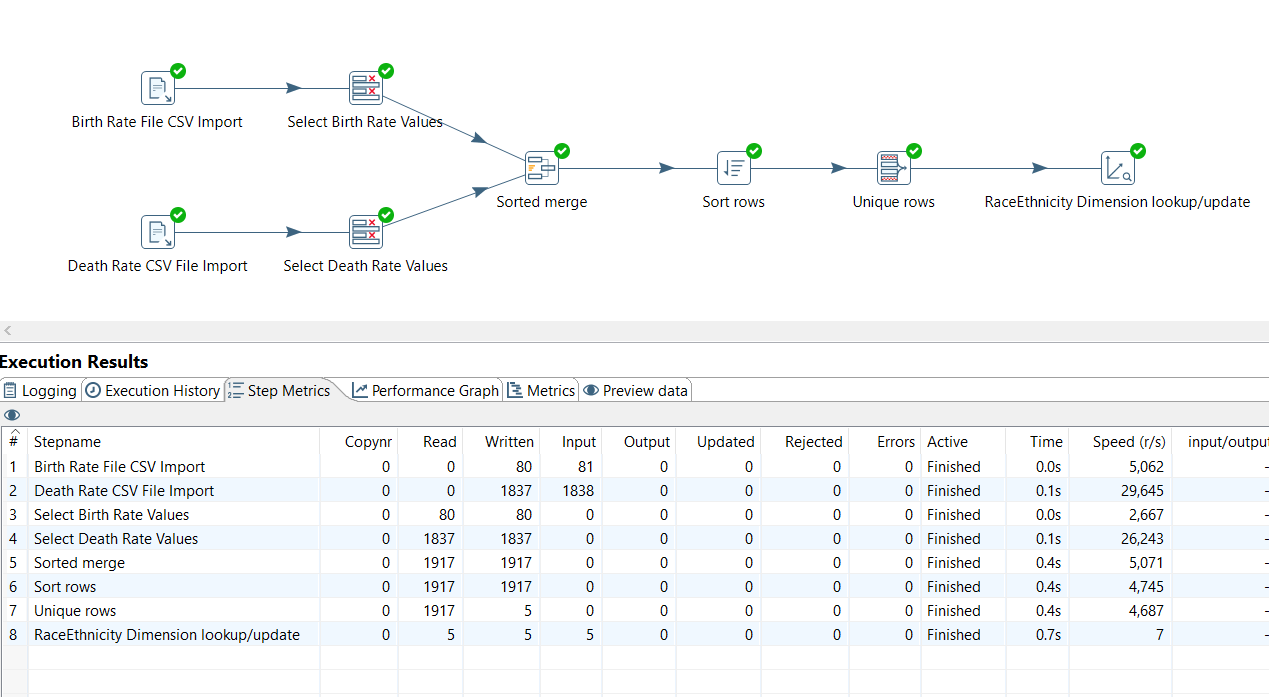 Birth Rate File CSV Import
Select Birth Rate Values
Sorted merge
Sort rows
Unique rows
RaceEthnicity Dimension lookup/update
Death Rate CSV File Import
Select Death Rate Values
Execution Results
Logging Execution History Step Metrics Performance Graph Metrics Preview data
# Stepname Copynr Read Written Input Output Updated Rejected Errors Active Time Speed (r/s) input/output
1 Birth Rate File CSV Import 0 0 80 81 0 0 0 0 Finished 0.0s 5,062 -
2 Death Rate CSV File Import 0 0 1837 1838 0 0 0 0 Finished 0.1s 29,645 -
3 Select Birth Rate Values 0 80 80 0 0 0 0 0 Finished 0.0s 2,667 -
4 Select Death Rate Values 0 1837 1837 0 0 0 0 0 Finished 0.1s 26,243 -
5 Sorted merge 0 1917 1917 0 0 0 0 0 Finished 0.4s 5,071 -
6 Sort rows 0 1917 1917 0 0 0 0 0 Finished 0.4s 4,745 -
7 Unique rows 0 1917 5 0 0 0 0 0 Finished 0.4s 4,687 -
8 RaceEthnicity Dimension lookup/update 0 5 5 5 0 0 0 0 Finished 0.7s 7 -